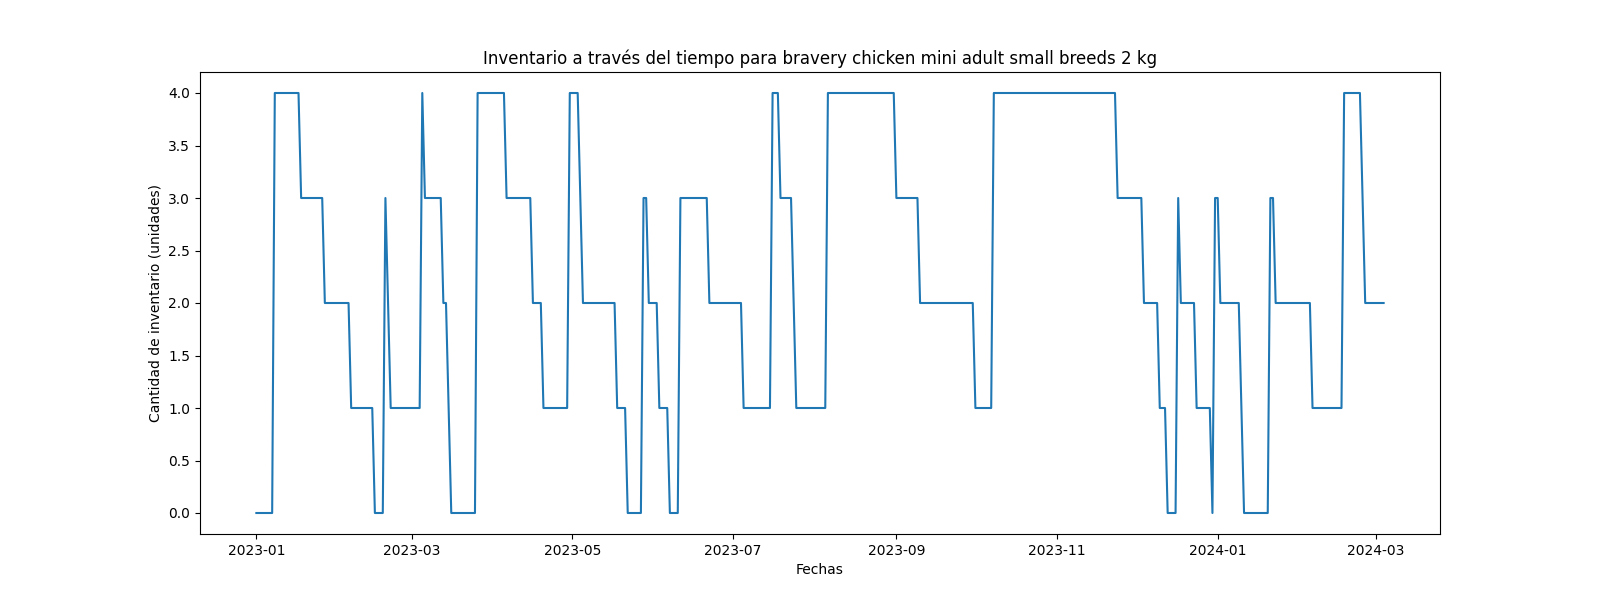 Inventario a través del tiempo para bravery chicken mini adult small breeds 2 kg
Cantidad de inventario (unidades)
4.0
3.5
3.0
2.5
2.0
1.5
1.0
0.5
0.0
2023-01 2023-03 2023-05 2023-07 2023-09 2023-11 2024-01 2024-03
Fechas